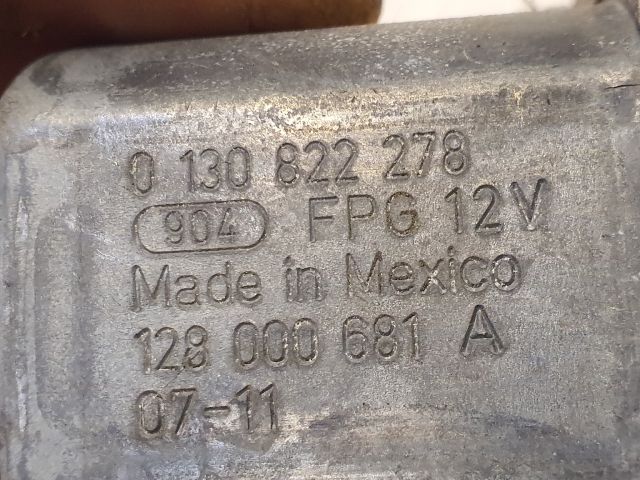 0 130 822 278
904 FPG 12V
Made in Mexico
128 000 681 A
07-11